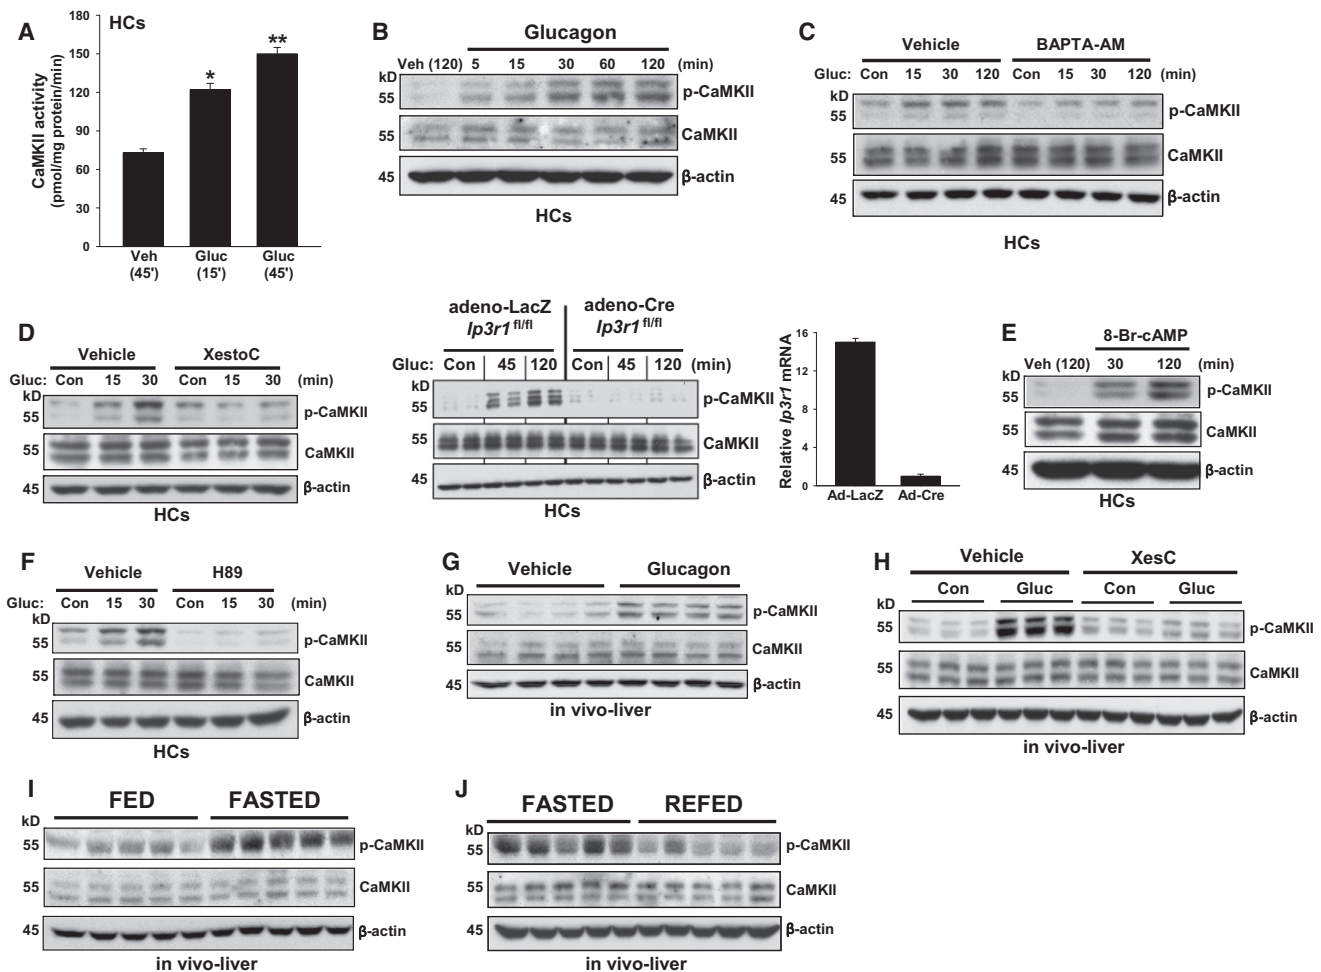 A
HCs
CaMKII activity
(pmol/mg protein/min)
180
150
120
90
60
30
0
*
**
Veh
(45')
Gluc
(15')
Gluc
(45')
B
Glucagon
Veh (120) 5 15 30 60 120 (min)
kD
55
p-CaMKII
55
CaMKII
45
β-actin
HCs
C
Vehicle BAPTA-AM
Gluc: Con 15 30 120 Con 15 30 120 (min)
kD
55
p-CaMKII
55
CaMKII
45
β-actin
HCs
D
Vehicle XestoC
Gluc: Con 15 30 Con 15 30 (min)
kD
55
p-CaMKII
55
CaMKII
45
β-actin
HCs
adeno-LacZ adeno-Cre
Ip3r1 fl/fl Ip3r1 fl/fl
Gluc: Con 45 120 Con 45 120 (min)
kD
55
p-CaMKII
55
CaMKII
45
β-actin
HCs
Relative Ip3r1 mRNA
16
12
8
4
0
Ad-LacZ Ad-Cre
E
8-Br-cAMP
Veh (120) 30 120 (min)
kD
55
p-CaMKII
55
CaMKII
45
β-actin
HCs
F
Vehicle H89
Gluc: Con 15 30 Con 15 30 (min)
kD
55
p-CaMKII
55
CaMKII
45
β-actin
HCs
G
Vehicle Glucagon
kD
55
p-CaMKII
55
CaMKII
45
β-actin
in vivo-liver
H
Vehicle XesC
Con Gluc Con Gluc
kD
55
p-CaMKII
55
CaMKII
45
β-actin
in vivo-liver
I
FED FASTED
kD
55
p-CaMKII
55
CaMKII
45
β-actin
in vivo-liver
J
FASTED REFED
kD
55
p-CaMKII
55
CaMKII
45
β-actin
in vivo-liver